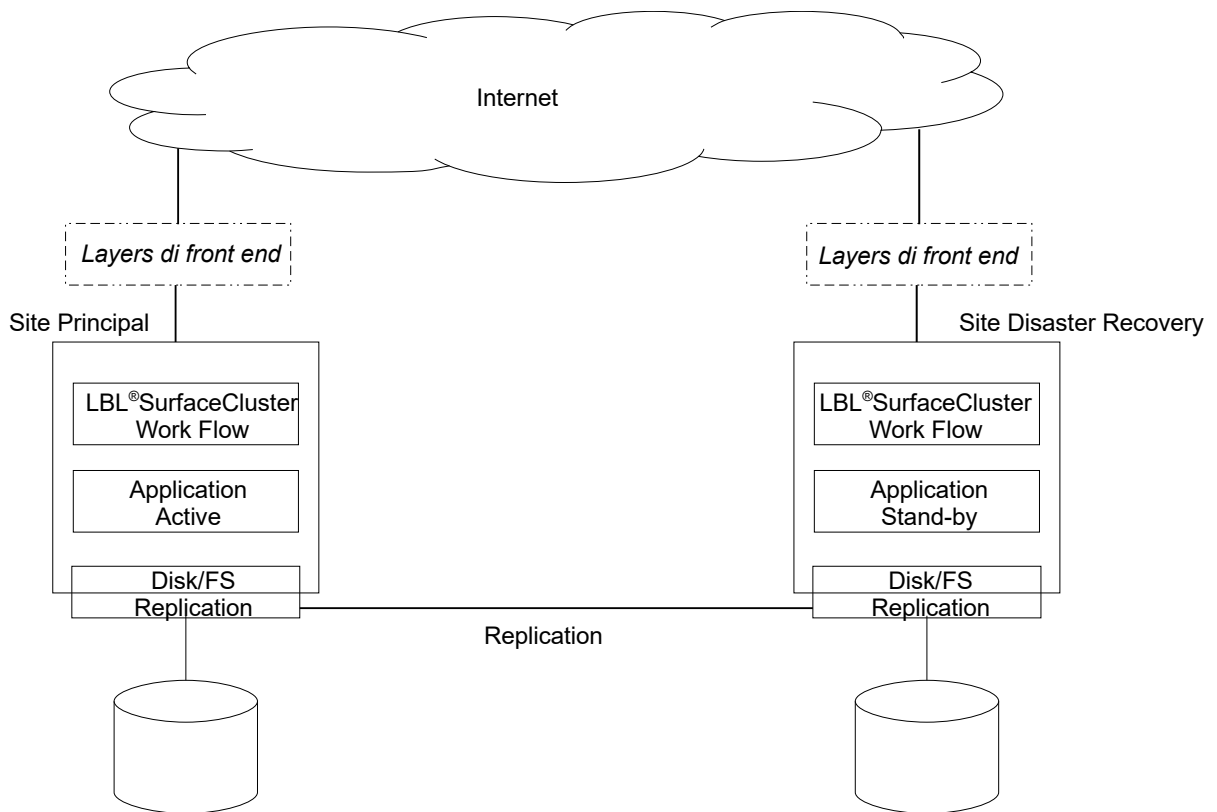 Internet
Layers di front end
Layers di front end
Site Principal
Site Disaster Recovery
LBL®SurfaceCluster
Work Flow
LBL®SurfaceCluster
Work Flow
Application
Active
Application
Stand-by
Disk/FS
Replication
Disk/FS
Replication
Replication